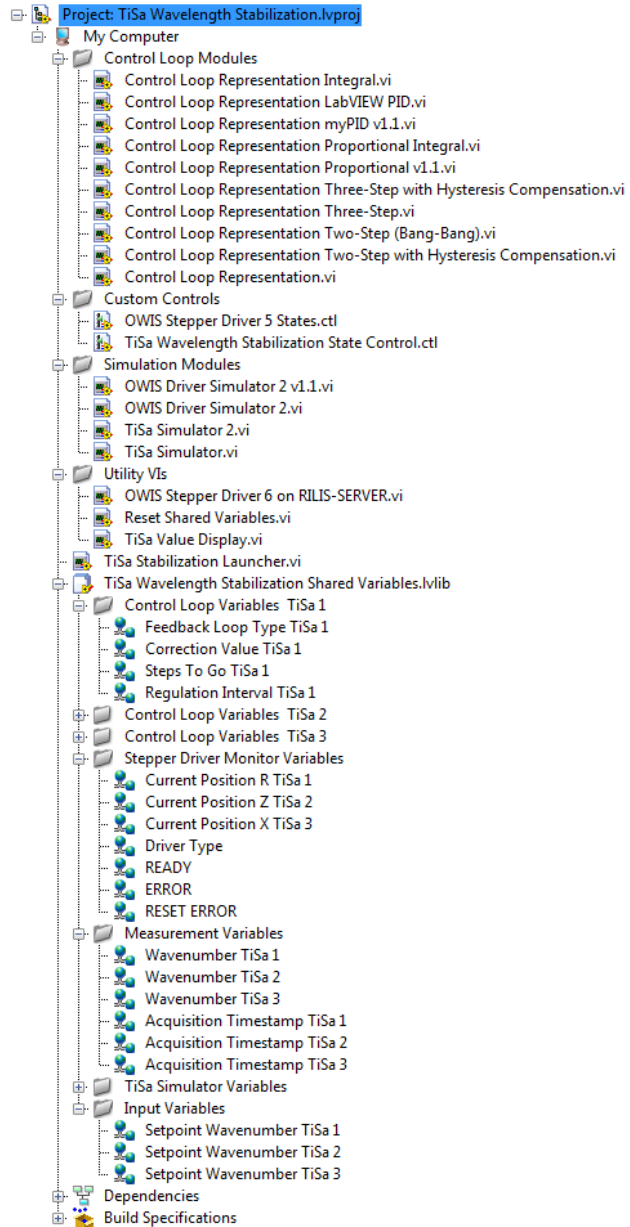 Project: TiSa Wavelength Stabilization.lvproj
My Computer
Control Loop Modules
Control Loop Representation Integral.vi
Control Loop Representation LabVIEW PID.vi
Control Loop Representation myPID v1.1.vi
Control Loop Representation Proportional Integral.vi
Control Loop Representation Proportional v1.1.vi
Control Loop Representation Three-Step with Hysteresis Compensation.vi
Control Loop Representation Three-Step.vi
Control Loop Representation Two-Step (Bang-Bang).vi
Control Loop Representation Two-Step with Hysteresis Compensation.vi
Control Loop Representation.vi
Custom Controls
OWIS Stepper Driver 5 States.ctl
TiSa Wavelength Stabilization State Control.ctl
Simulation Modules
OWIS Driver Simulator 2 v1.1.vi
OWIS Driver Simulator 2.vi
TiSa Simulator 2.vi
TiSa Simulator.vi
Utility VIs
OWIS Stepper Driver 6 on RILIS-SERVER.vi
Reset Shared Variables.vi
TiSa Value Display.vi
TiSa Stabilization Launcher.vi
TiSa Wavelength Stabilization Shared Variables.lvlib
Control Loop Variables TiSa 1
Feedback Loop Type TiSa 1
Correction Value TiSa 1
Steps To Go TiSa 1
Regulation Interval TiSa 1
Control Loop Variables TiSa 2
Control Loop Variables TiSa 3
Stepper Driver Monitor Variables
Current Position R TiSa 1
Current Position Z TiSa 2
Current Position X TiSa 3
Driver Type
READY
ERROR
RESET ERROR
Measurement Variables
Wavenumber TiSa 1
Wavenumber TiSa 2
Wavenumber TiSa 3
Acquisition Timestamp TiSa 1
Acquisition Timestamp TiSa 2
Acquisition Timestamp TiSa 3
TiSa Simulator Variables
Input Variables
Setpoint Wavenumber TiSa 1
Setpoint Wavenumber TiSa 2
Setpoint Wavenumber TiSa 3
Dependencies
Build Specifications